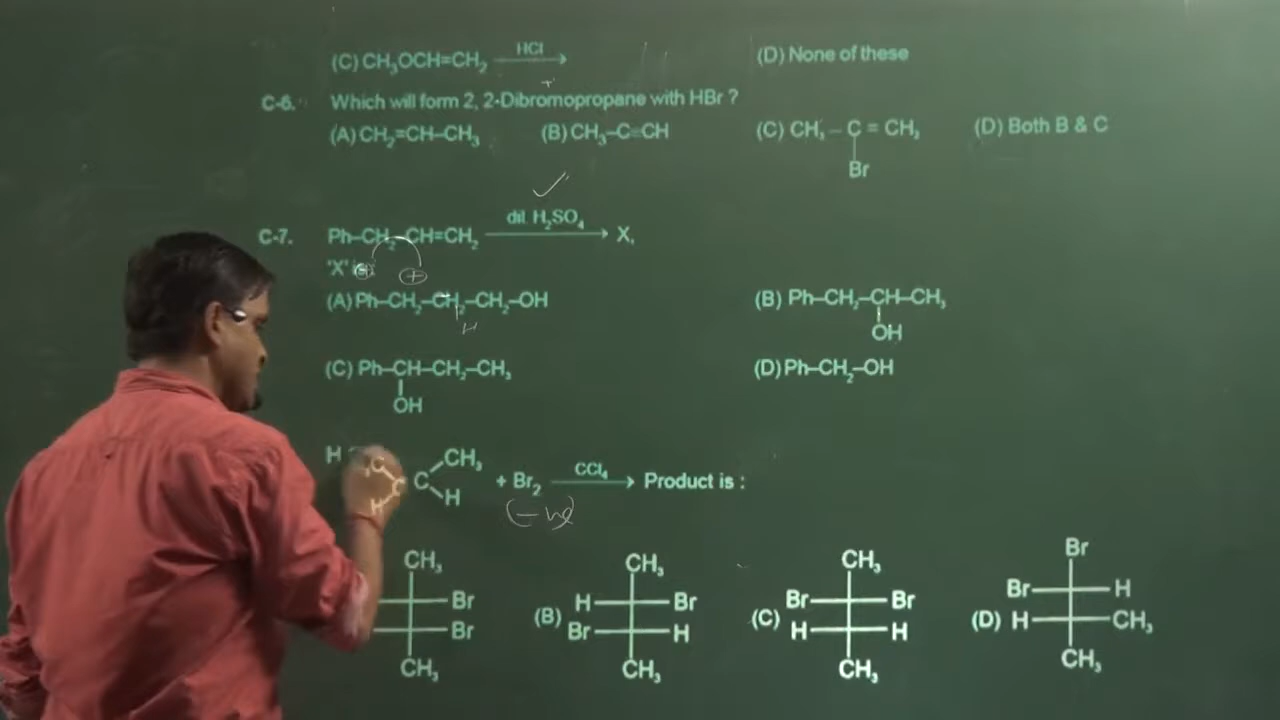 (C) CH₃OCH=CH₂ —HCl→ (D) None of these
C-6. Which will form 2, 2-Dibromopropane with HBr ?
(A) CH₂=CH–CH₃ (B) CH₃–C≡CH (C) CH₃ – C = CH₂ (D) Both B & C
Br
C-7. Ph–CH₂–CH=CH₂ —dil. H₂SO₄→ X,
'X'
(A) Ph–CH₂–CH₂–CH₂–OH (B) Ph–CH₂–CH–CH₃
H
OH
(C) Ph–CH–CH₂–CH₃ (D) Ph–CH₂–OH
OH
H
C
C CH₃
H
H
+ Br₂ —CCl₄→ Product is :
(-ve)
CH₃
Br
Br
CH₃
(B) CH₃
H Br
Br H
CH₃
(C) CH₃
Br Br
H H
CH₃
(D) Br
Br H
H CH₃
CH₃